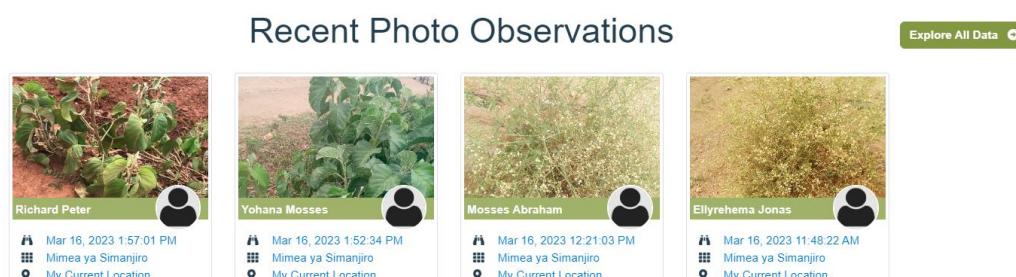 Recent Photo Observations
Explore All Data
Richard Peter
Mar 16, 2023 1:57:01 PM
Mimea ya Simanjiro
My Current Location
Yohana Mosses
Mar 16, 2023 1:52:34 PM
Mimea ya Simanjiro
My Current Location
Mosses Abraham
Mar 16, 2023 12:21:03 PM
Mimea ya Simanjiro
My Current Location
Ellyrehema Jonas
Mar 16, 2023 11:48:22 AM
Mimea ya Simanjiro
My Current Location